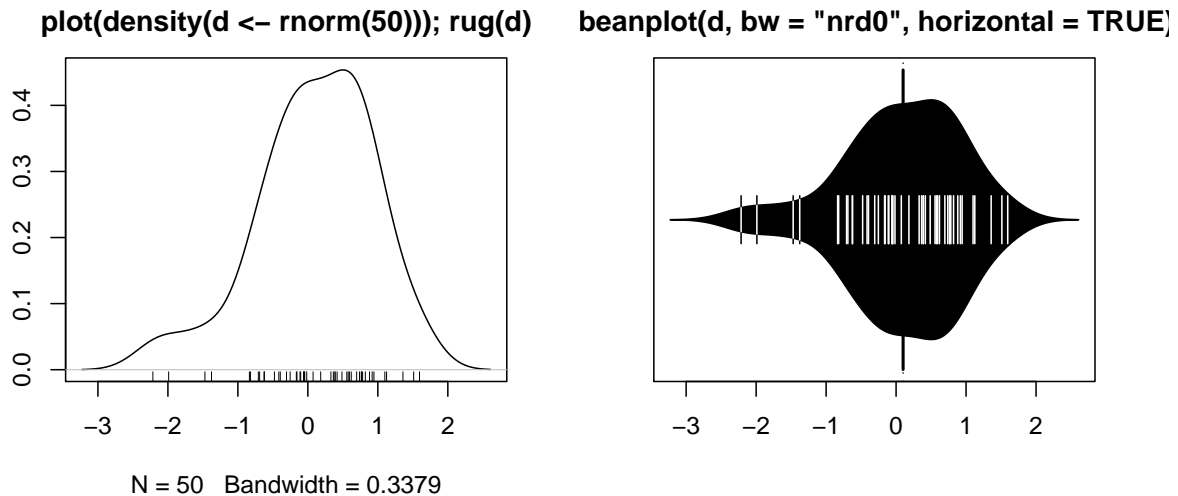 plot(density(d <− rnorm(50))); rug(d)
0.0 0.1 0.2 0.3 0.4
−3 −2 −1 0 1 2
N = 50 Bandwidth = 0.3379
beanplot(d, bw = "nrd0", horizontal = TRUE)
−3 −2 −1 0 1 2